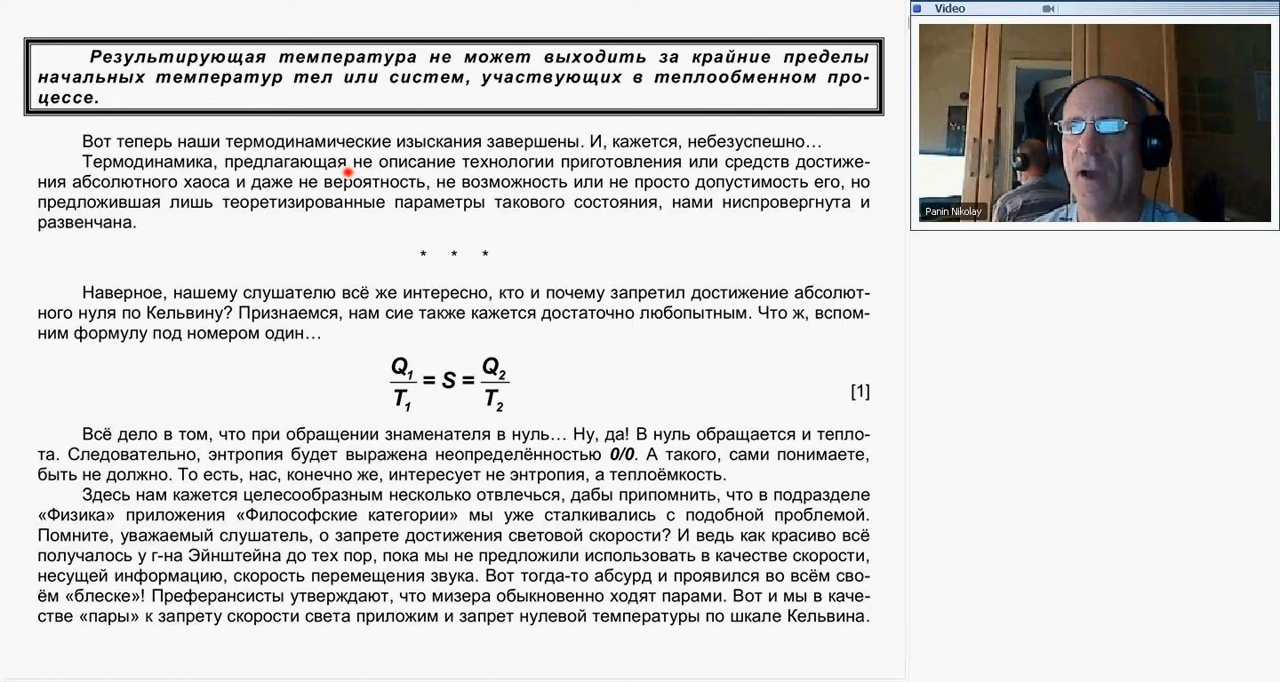 Результирующая температура не может выходить за крайние пределы
начальных температур тел или систем, участвующих в теплообменном про-
цессе.
Вот теперь наши термодинамические изыскания завершены. И, кажется, небезуспешно…
Термодинамика, предлагающая не описание технологии приготовления или средств достиже-
ния абсолютного хаоса и даже не вероятность, не возможность или не просто допустимость его, но
предложившая лишь теоретизированные параметры такового состояния, нами ниспровергнута и
развенчана.
* * *
Наверное, нашему слушателю всё же интересно, кто и почему запретил достижение абсолют-
ного нуля по Кельвину? Признаемся, нам сие также кажется достаточно любопытным. Что ж, вспом-
ним формулу под номером один…
Q₁/T₁ = S = Q₂/T₂ [1]
Всё дело в том, что при обращении знаменателя в нуль… Ну, да! В нуль обращается и тепло-
та. Следовательно, энтропия будет выражена неопределённостью 0/0. А такого, сами понимаете,
быть не должно. То есть, нас, конечно же, интересует не энтропия, а теплоёмкость.
Здесь нам кажется целесообразным несколько отвлечься, дабы припомнить, что в подразделе
«Физика» приложения «Философские категории» мы уже сталкивались с подобной проблемой.
Помните, уважаемый слушатель, о запрете достижения световой скорости? И ведь как красиво всё
получалось у г-на Эйнштейна до тех пор, пока мы не предложили использовать в качестве скорости,
несущей информацию, скорость перемещения звука. Вот тогда-то абсурд и проявился во всём сво-
ём «блеске»! Преферансисты утверждают, что мизера обыкновенно ходят парами. Вот и мы в каче-
стве «пары» к запрету скорости света приложим и запрет нулевой температуры по шкале Кельвина.
Video
Panin Nikolay